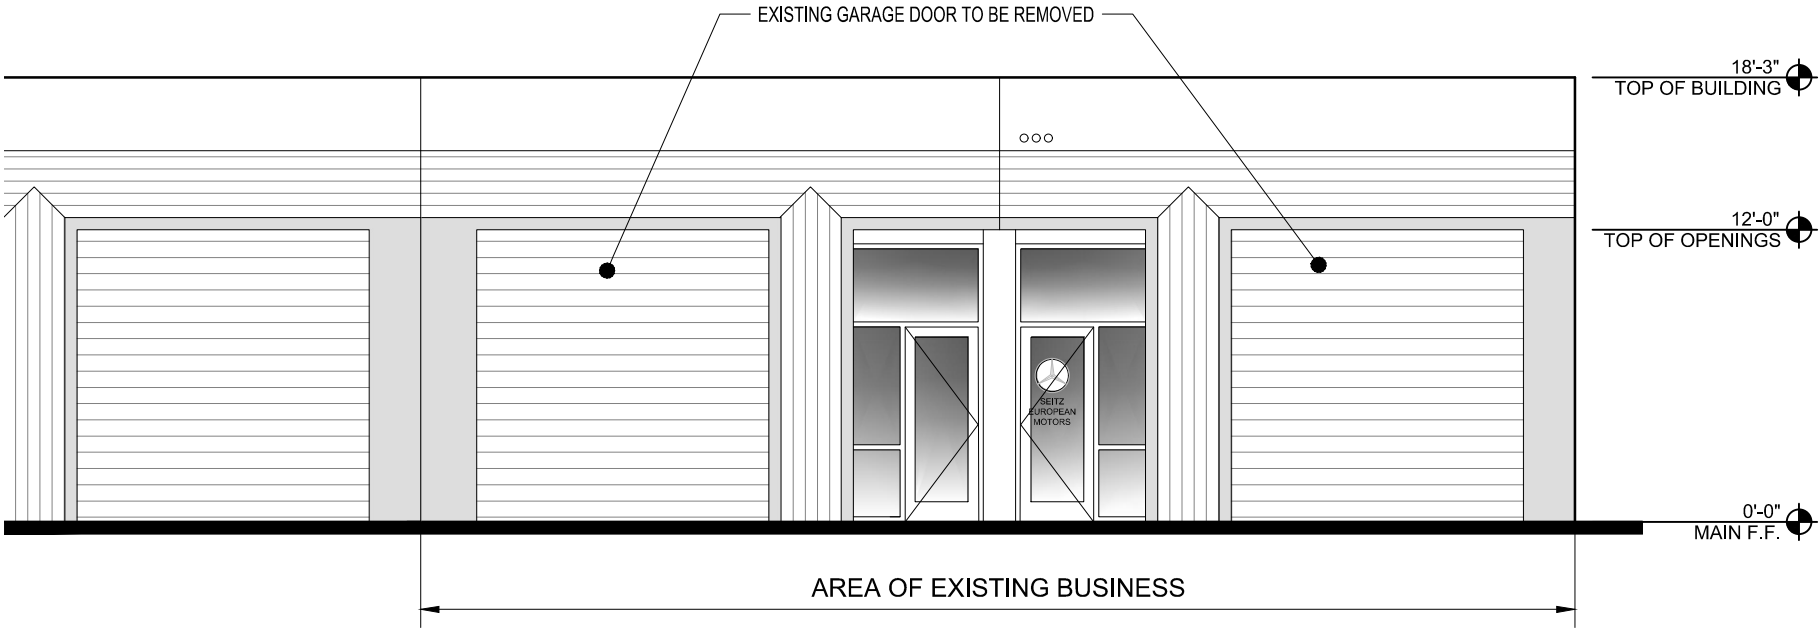 EXISTING GARAGE DOOR TO BE REMOVED
18'-3"
TOP OF BUILDING
12'-0"
TOP OF OPENINGS
SEITZ
EUROPEAN
MOTORS
0'-0"
MAIN F.F.
AREA OF EXISTING BUSINESS